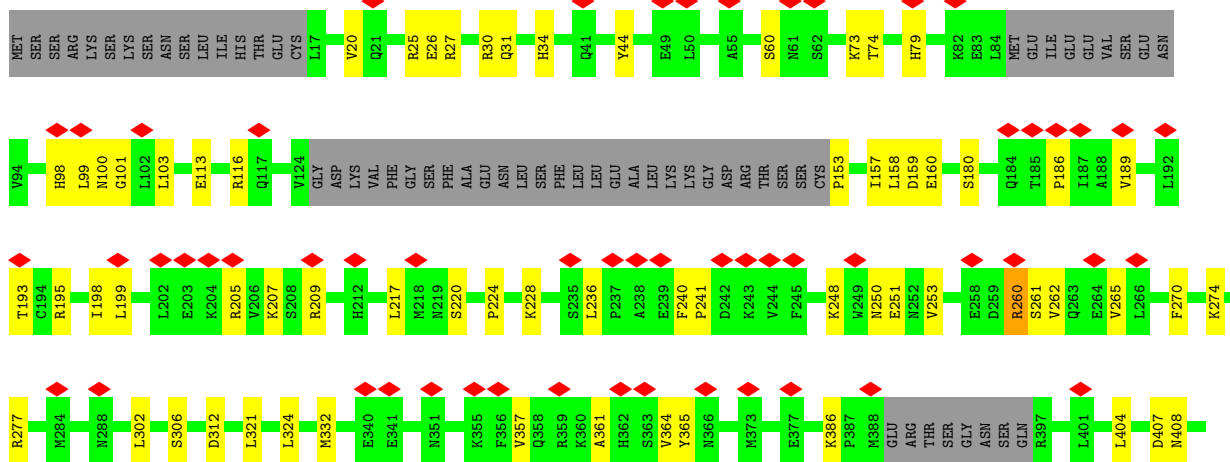 MET SER SER ARG LYS SER LYS SER ASN SER LEU ILE HIS THR GLU CYS L17 V20 Q21 R25 E26 R27 R30 Q31 H34 Q41 Y44 E49 L50 A55 S60 N61 S62 K73 T74 H79 K82 E83 L84 MET GLU ILE GLU GLU VAL SER GLU ASN
V94 H98 L99 N100 G101 L102 L103 E113 R116 Q117 V124 GLY ASP LYS VAL PHE GLY SER PHE ALA GLU ASN LEU SER PHE LEU LEU GLU ALA LEU LYS LYS GLY ASP ARG THR SER SER CYS P153 I157 L158 D159 E160 S180 Q184 T185 P186 I187 A188 V189 L192
T193 C194 R195 I198 L199 L202 E203 K204 R205 V206 K207 S208 R209 H212 L217 M218 N219 S220 P224 K228 S235 L236 P237 A238 E239 F240 P241 D242 K243 V244 F245 K248 W249 N250 E251 N252 V253 E258 D259 R260 S261 V262 Q263 E264 V265 L266 F270 K274
R277 M284 N288 L302 S306 D312 L321 L324 M332 E340 E341 N351 K355 F356 V357 Q358 R359 K360 A361 H362 S363 V364 Y365 N366 M373 E377 K386 P387 M388 GLU ARG THR SER GLY ASN SER GLN R397 L401 L404 D407 N408